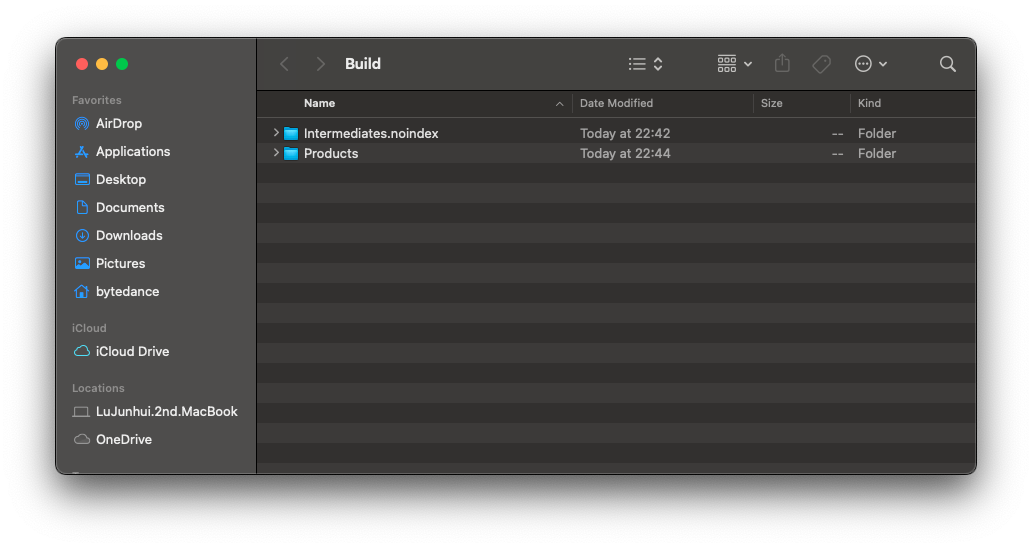 Build
Favorites
AirDrop
Applications
Desktop
Documents
Downloads
Pictures
bytedance
iCloud
iCloud Drive
Locations
LuJunhui.2nd.MacBook
OneDrive
Name Date Modified Size Kind
Intermediates.noindex Today at 22:42 -- Folder
Products Today at 22:44 -- Folder